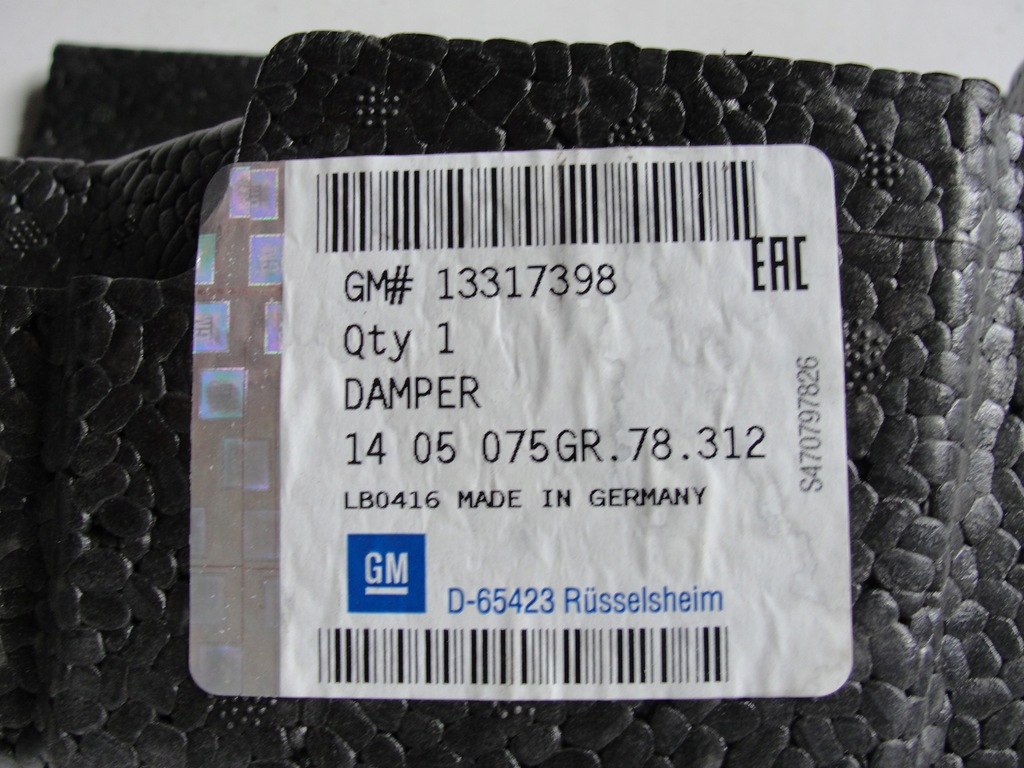 EAC
GM# 13317398
Qty 1
DAMPER
14 05 075GR.78.312
LB0416 MADE IN GERMANY
S470797826
GM
D-65423 Rüsselsheim
GM